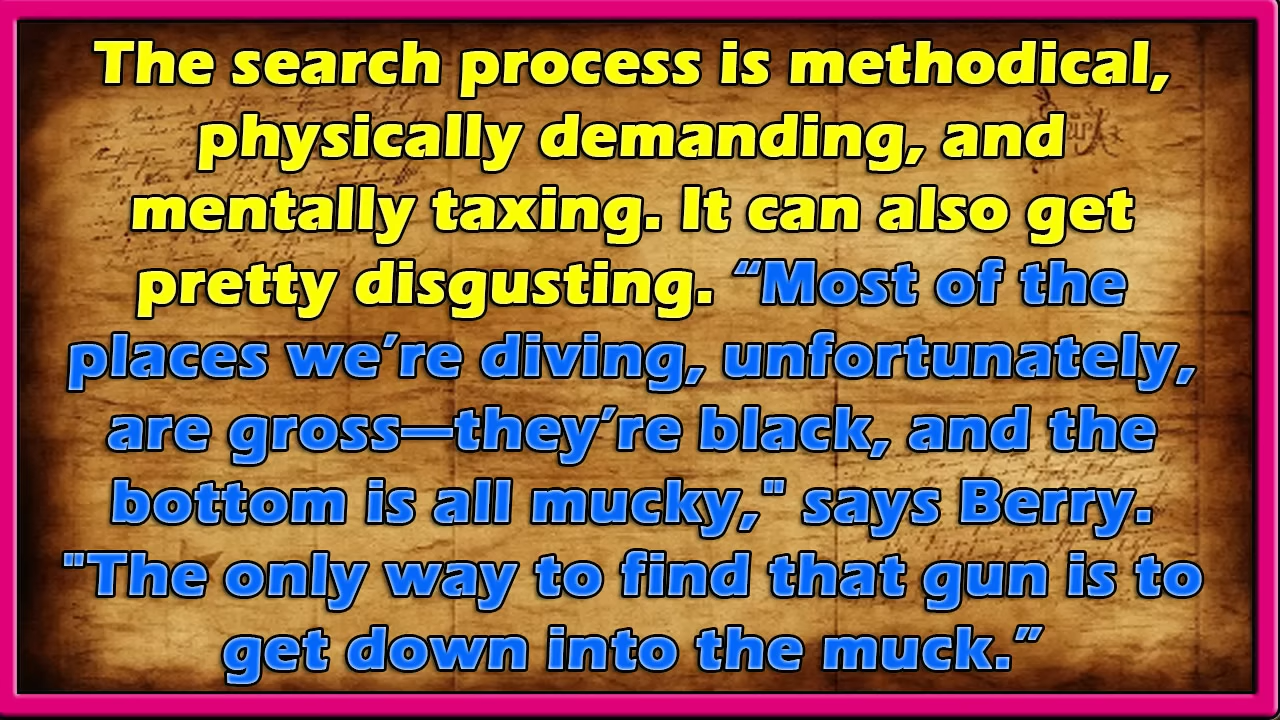 The search process is methodical,
physically demanding, and
mentally taxing. It can also get
pretty disgusting. “Most of the
places we’re diving, unfortunately,
are gross—they’re black, and the
bottom is all mucky," says Berry.
"The only way to find that gun is to
get down into the muck.”